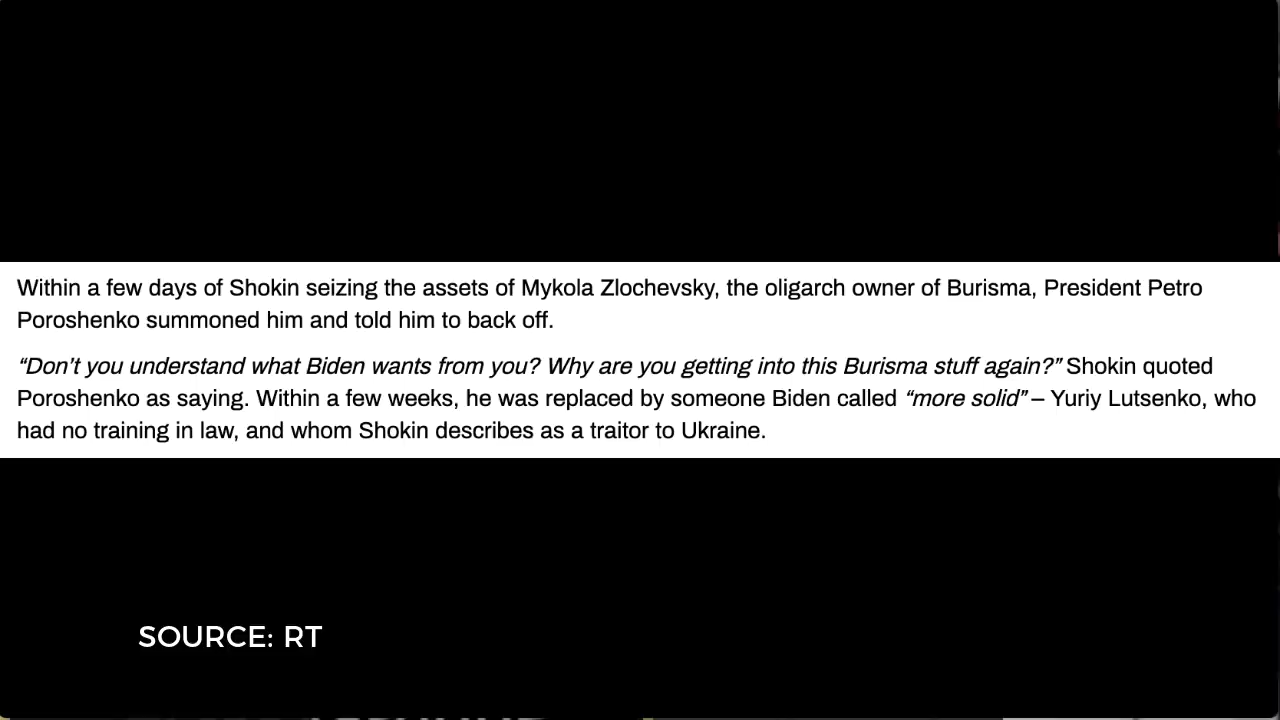 Within a few days of Shokin seizing the assets of Mykola Zlochevsky, the oligarch owner of Burisma, President Petro
Poroshenko summoned him and told him to back off.
“Don’t you understand what Biden wants from you? Why are you getting into this Burisma stuff again?” Shokin quoted
Poroshenko as saying. Within a few weeks, he was replaced by someone Biden called “more solid” – Yuriy Lutsenko, who
had no training in law, and whom Shokin describes as a traitor to Ukraine.
SOURCE: RT